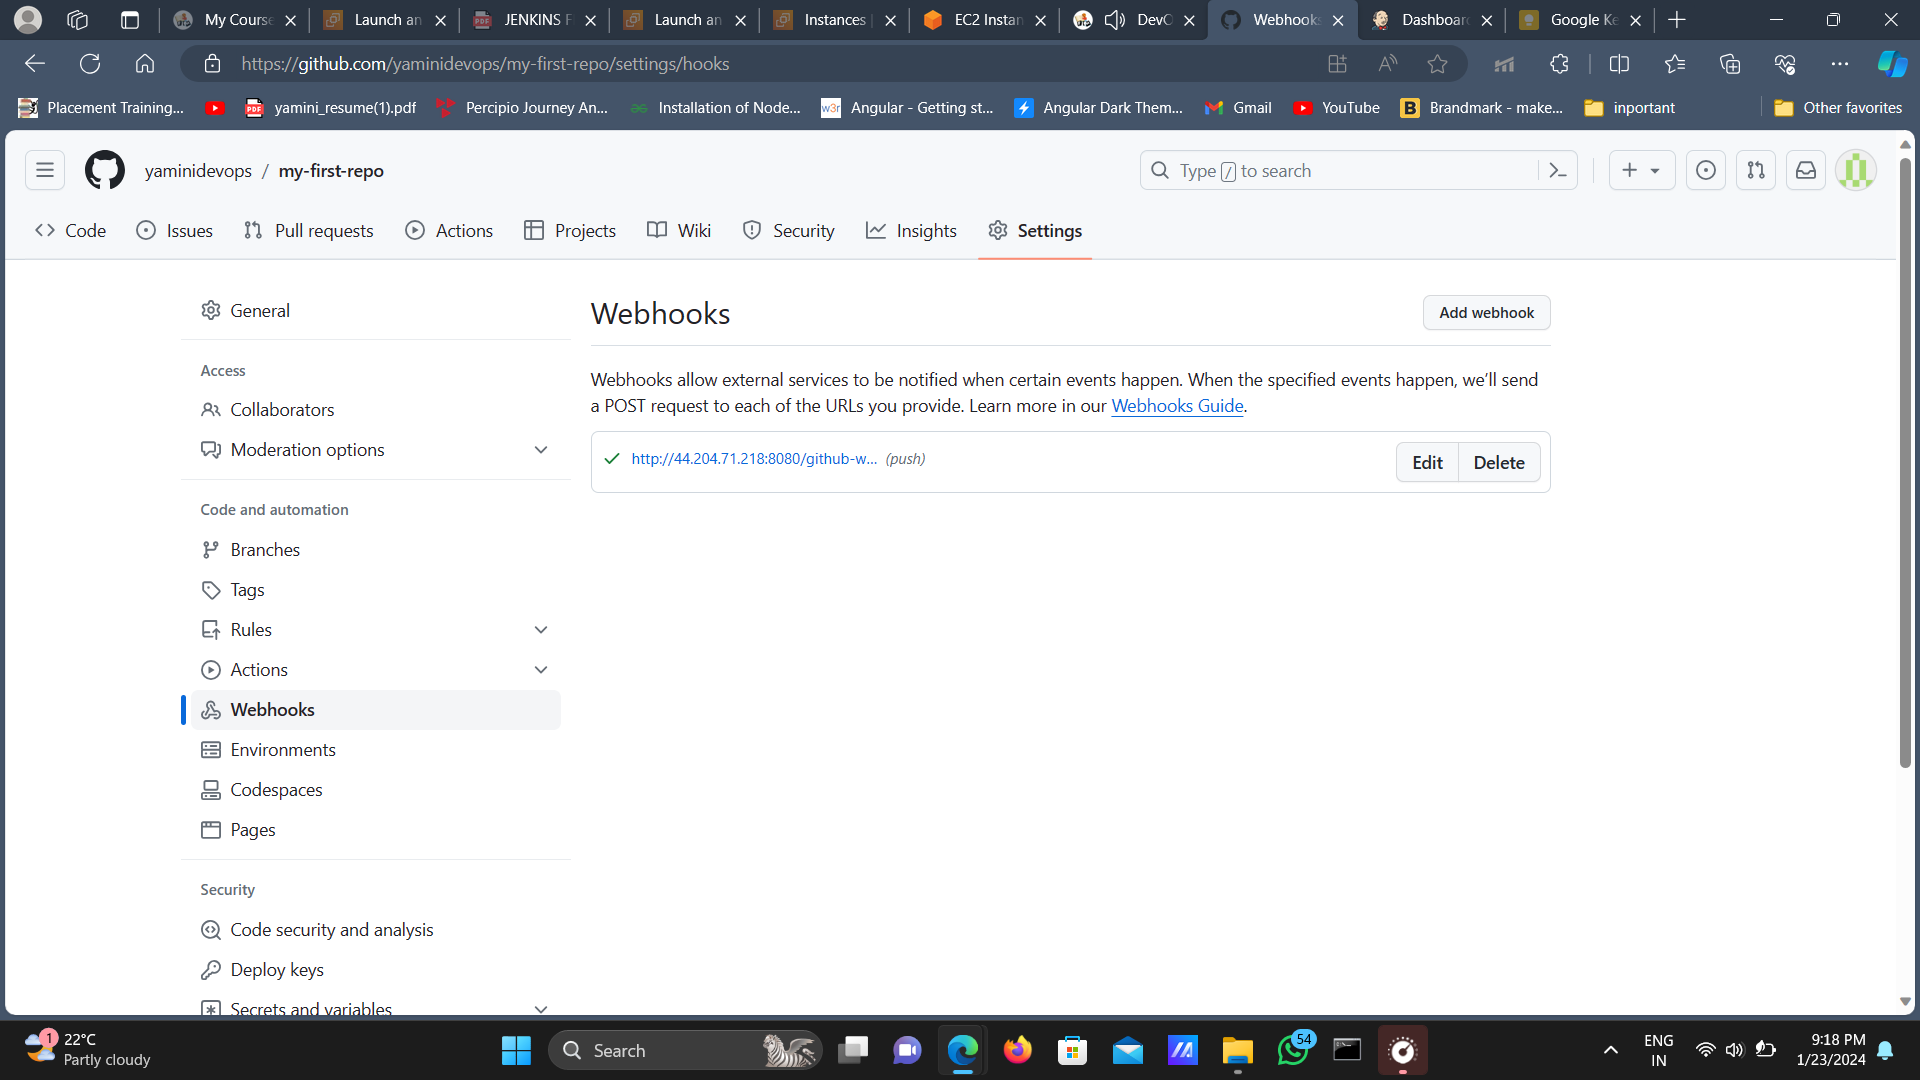 My Course
Launch an
JENKINS F
Launch an
Instances
EC2 Instan
DevO
Webhooks
Dashboard
Google Ke
https://github.com/yaminidevops/my-first-repo/settings/hooks
Placement Training...
yamini_resume(1).pdf
Percipio Journey An...
Installation of Node...
w3r
Angular - Getting st...
Angular Dark Them...
Gmail
YouTube
B
Brandmark - make...
inportant
Other favorites
yaminidevops / my-first-repo
Type / to search
Code
Issues
Pull requests
Actions
Projects
Wiki
Security
Insights
Settings
General
Access
Collaborators
Moderation options
Code and automation
Branches
Tags
Rules
Actions
Webhooks
Environments
Codespaces
Pages
Security
Code security and analysis
Deploy keys
Secrets and variables
Webhooks
Add webhook
Webhooks allow external services to be notified when certain events happen. When the specified events happen, we’ll send
a POST request to each of the URLs you provide. Learn more in our Webhooks Guide.
http://44.204.71.218:8080/github-w... (push)
Edit
Delete
1
22°C
Partly cloudy
Search
54
ENG
IN
9:18 PM
1/23/2024